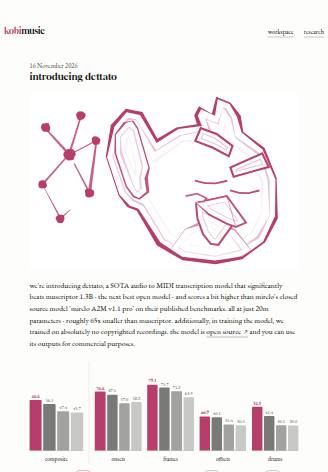 kobimusic
workspace research
16 November 2026
introducing dettato
we're introducing dettato, a SOTA audio to MIDI transcription model that significantly
beats muscriptor 1.3B - the next best open model - and scores a bit higher than mirelo's closed
source 'mirelo A2M v1.1 pro' on their published benchmarks. all at just 20m
parameters - roughly 65x smaller than muscriptor. additionally, in training the model, we
trained on absolutely no copyrighted recordings. the model is open source ↗ and you can use
its outputs for commercial purposes.
composite onsets frames offsets drums